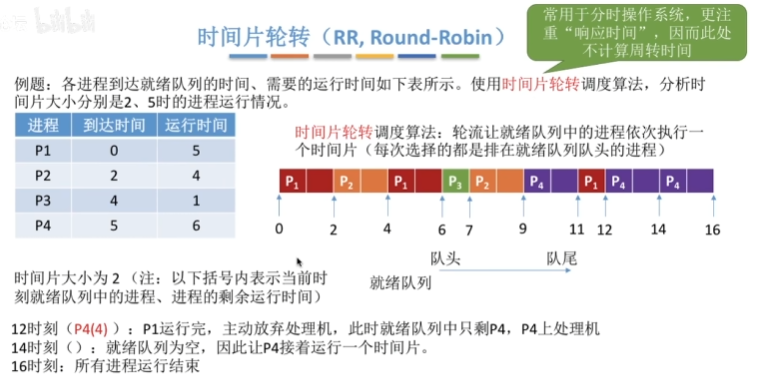 时间片轮转（RR, Round-Robin）
常用于分时操作系统，更注
重“响应时间”，因而此处
不计算周转时间
例题：各进程到达就绪队列的时间、需要的运行时间如下表所示。使用时间片轮转调度算法，分析时
间片大小分别是2、5时的进程运行情况。
进程 到达时间 运行时间
P1 0 5
P2 2 4
P3 4 1
P4 5 6
时间片轮转调度算法：轮流让就绪队列中的进程依次执行一
个时间片（每次选择的都是排在就绪队列队头的进程）
P1 P2 P1 P3 P2 P4 P1 P4 P4
0 2 4 6 7 9 11 12 14 16
队头 队尾
就绪队列
时间片大小为 2 （注：以下括号内表示当前时
刻就绪队列中的进程、进程的剩余运行时间）
12时刻（P4(4) ）：P1运行完，主动放弃处理机，此时就绪队列中只剩P4，P4上处理机
14时刻（）：就绪队列为空，因此让P4接着运行一个时间片。
16时刻：所有进程运行结束